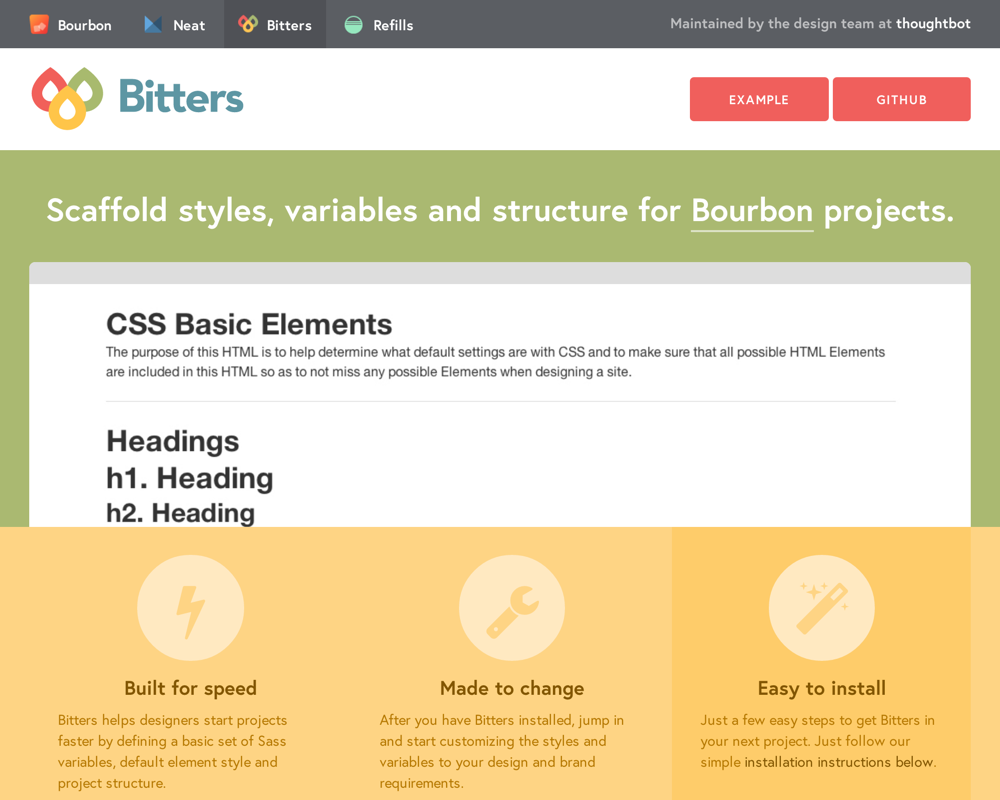 Bourbon Neat Bitters Refills Maintained by the design team at thoughtbot
Bitters
EXAMPLE GITHUB
Scaffold styles, variables and structure for Bourbon projects.
CSS Basic Elements
The purpose of this HTML is to help determine what default settings are with CSS and to make sure that all possible HTML Elements
are included in this HTML so as to not miss any possible Elements when designing a site.
Headings
h1. Heading
h2. Heading
Built for speed
Bitters helps designers start projects
faster by defining a basic set of Sass
variables, default element style and
project structure.
Made to change
After you have Bitters installed, jump in
and start customizing the styles and
variables to your design and brand
requirements.
Easy to install
Just a few easy steps to get Bitters in
your next project. Just follow our
simple installation instructions below.